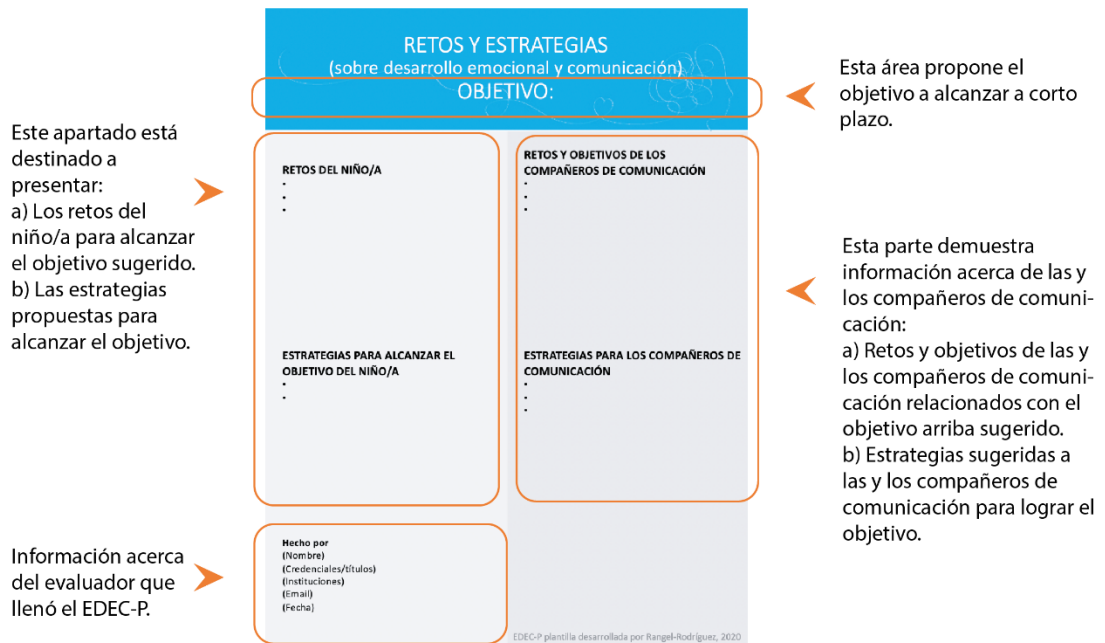 RETOS Y ESTRATEGIAS
(sobre desarrollo emocional y comunicación)
OBJETIVO:
Esta área propone el
objetivo a alcanzar a corto
plazo.
Este apartado está
destinado a
presentar:
a) Los retos del
niño/a para alcanzar
el objetivo sugerido.
b) Las estrategias
propuestas para
alcanzar el objetivo.
RETOS DEL NIÑO/A
•
•
•
ESTRATEGIAS PARA ALCANZAR EL
OBJETIVO DEL NIÑO/A
•
•
RETOS Y OBJETIVOS DE LOS
COMPAÑEROS DE COMUNICACIÓN
•
•
•
ESTRATEGIAS PARA LOS COMPAÑEROS DE
COMUNICACIÓN
•
•
•
Esta parte demuestra
información acerca de las y
los compañeros de comuni-
cación:
a) Retos y objetivos de las y
los compañeros de comuni-
cación relacionados con el
objetivo arriba sugerido.
b) Estrategias sugeridas a
las y los compañeros de
comunicación para lograr el
objetivo.
Información acerca
del evaluador que
llenó el EDEC-P.
Hecho por
(Nombre)
(Credenciales/títulos)
(Instituciones)
(Email)
(Fecha)
EDEC-P plantilla desarrollada por Rangel-Rodríguez, 2020